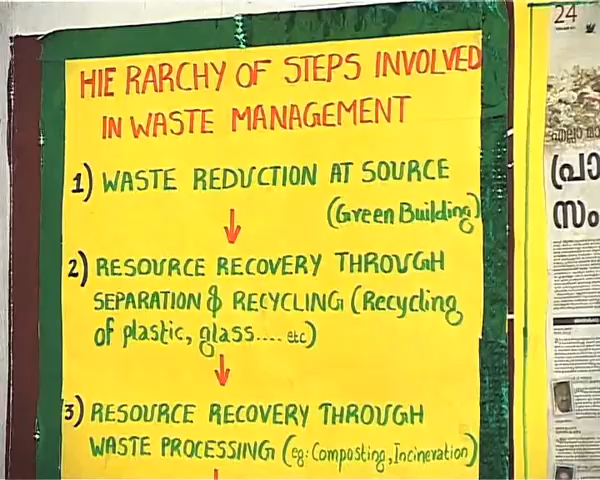 HIE RARCHY OF STEPS INVOLVED
IN WASTE MANAGEMENT
1) WASTE REDUCTION AT SOURCE
(Green Building)
2) RESOURCE RECOVERY THROUGH
SEPARATION & RECYCLING (Recycling
of plastic, glass.... etc)
3) RESOURCE RECOVERY THROUGH
WASTE PROCESSING (eg: Composting, Incineration)
24
എല്ലാ
പ്രാ
സം